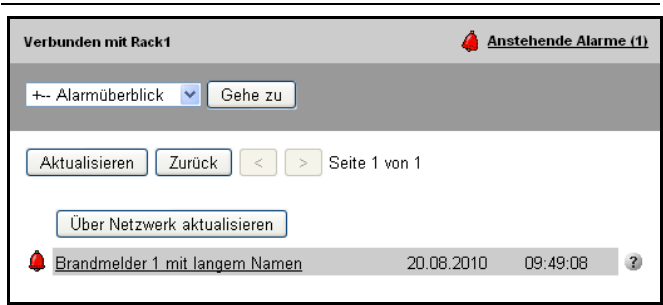 Verbunden mit Rack1 Anstehende Alarme (1)
+-- Alarmüberblick Gehe zu
Aktualisieren Zurück < > Seite 1 von 1
Über Netzwerk aktualisieren
Brandmelder 1 mit langem Namen 20.08.2010 09:49:08 ?